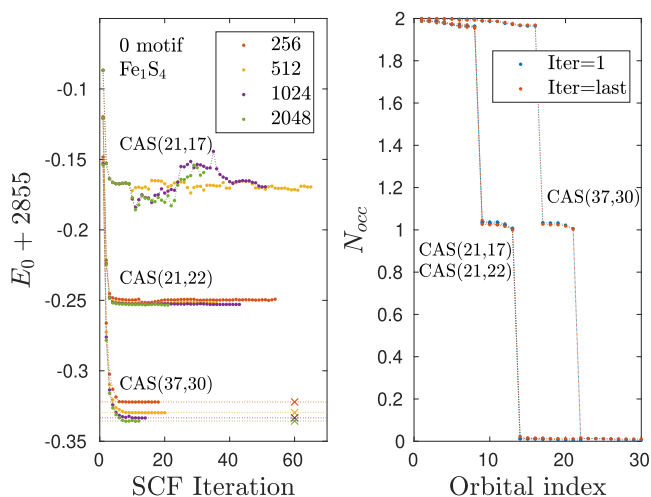 0 motif
Fe₁S₄
256
512
1024
2048
CAS(21,17)
CAS(21,22)
CAS(37,30)
-0.1
-0.15
-0.2
-0.25
-0.3
-0.35
E₀ + 2855
0 20 40 60
SCF Iteration
Iter=1
Iter=last
CAS(37,30)
CAS(21,17)
CAS(21,22)
2
1.8
1.6
1.4
1.2
1
0.8
0.6
0.4
0.2
0
Nₒcc
0 10 20 30
Orbital index